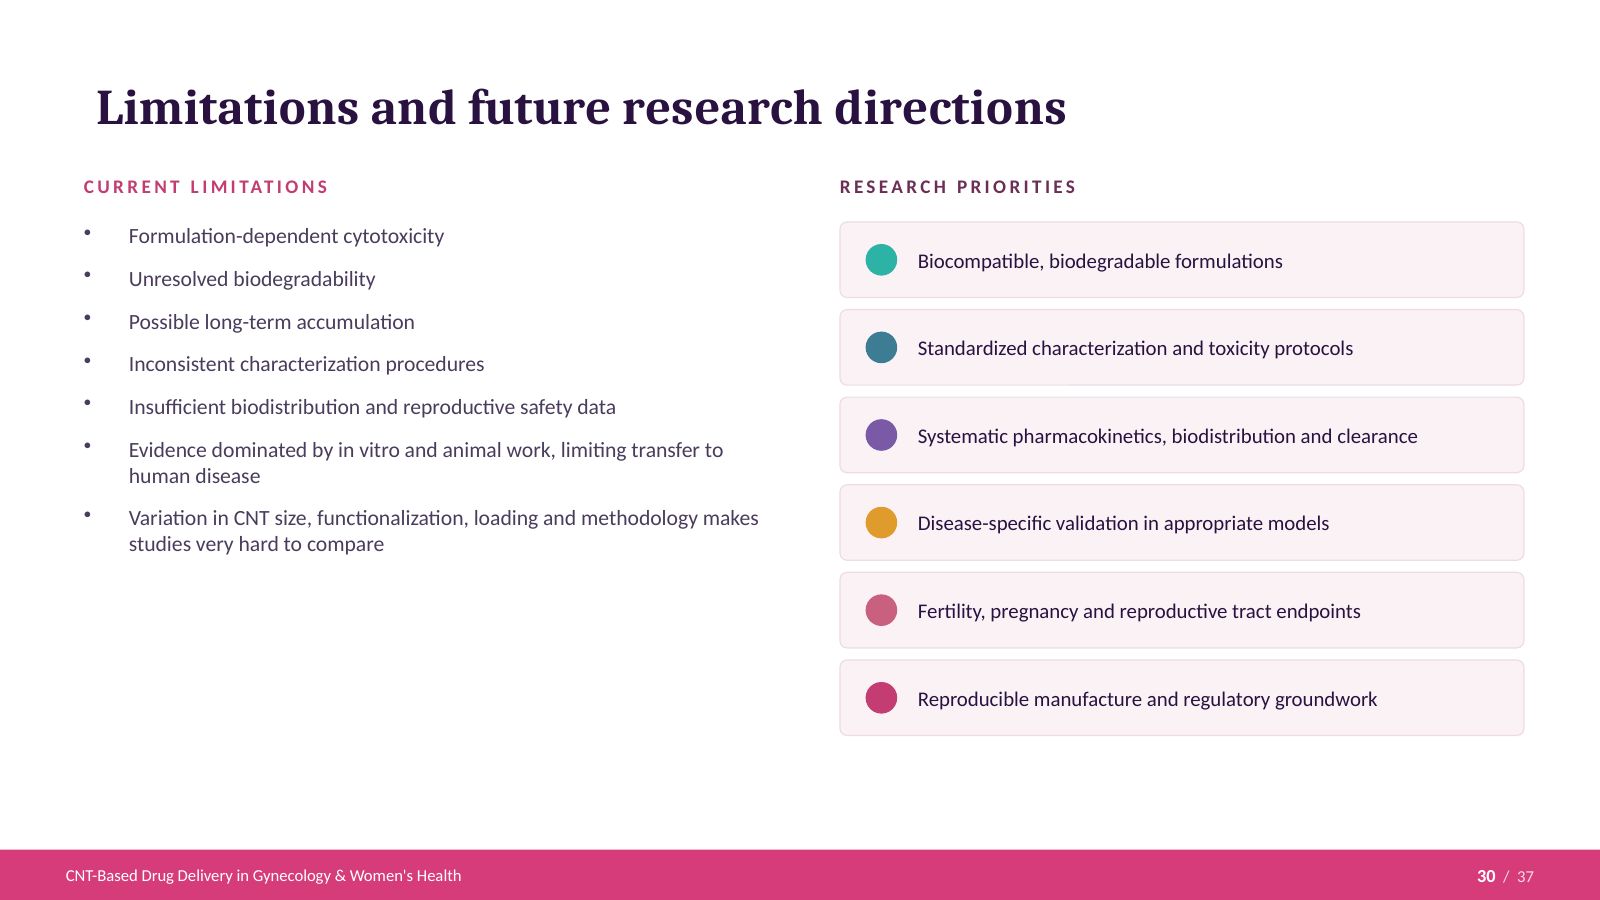 Limitations and future research directions
CURRENT LIMITATIONS
• Formulation-dependent cytotoxicity
• Unresolved biodegradability
• Possible long-term accumulation
• Inconsistent characterization procedures
• Insufficient biodistribution and reproductive safety data
• Evidence dominated by in vitro and animal work, limiting transfer to
human disease
• Variation in CNT size, functionalization, loading and methodology makes
studies very hard to compare
RESEARCH PRIORITIES
Biocompatible, biodegradable formulations
Standardized characterization and toxicity protocols
Systematic pharmacokinetics, biodistribution and clearance
Disease-specific validation in appropriate models
Fertility, pregnancy and reproductive tract endpoints
Reproducible manufacture and regulatory groundwork
CNT-Based Drug Delivery in Gynecology & Women's Health
30 / 37